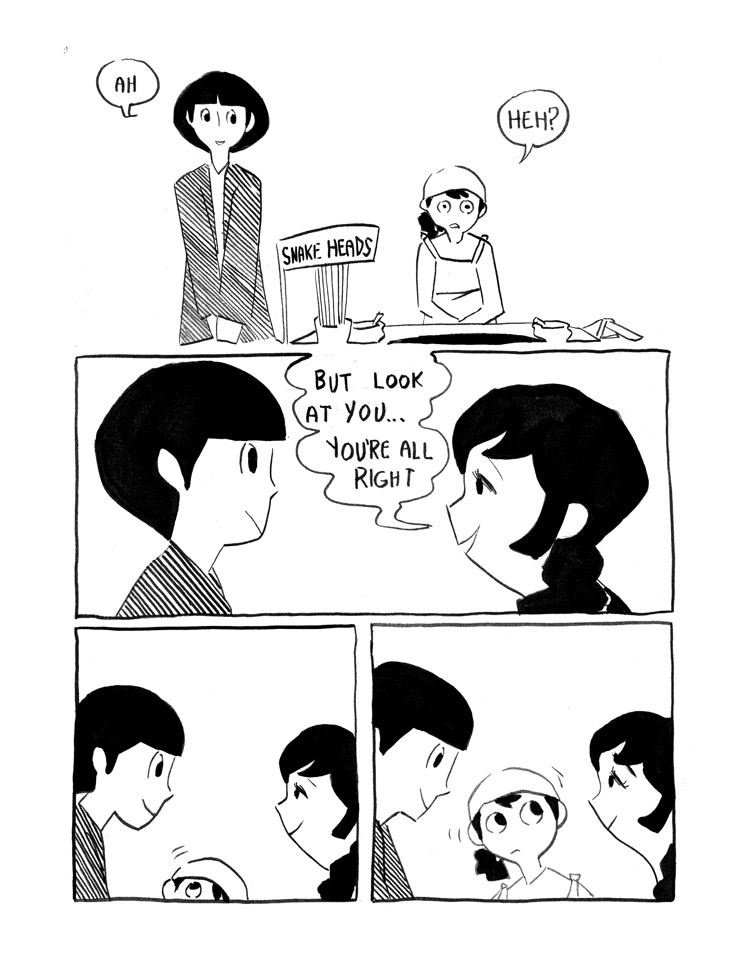 AH
HEH?
SNAKE HEADS
BUT LOOK
AT YOU...
YOU'RE ALL
RIGHT